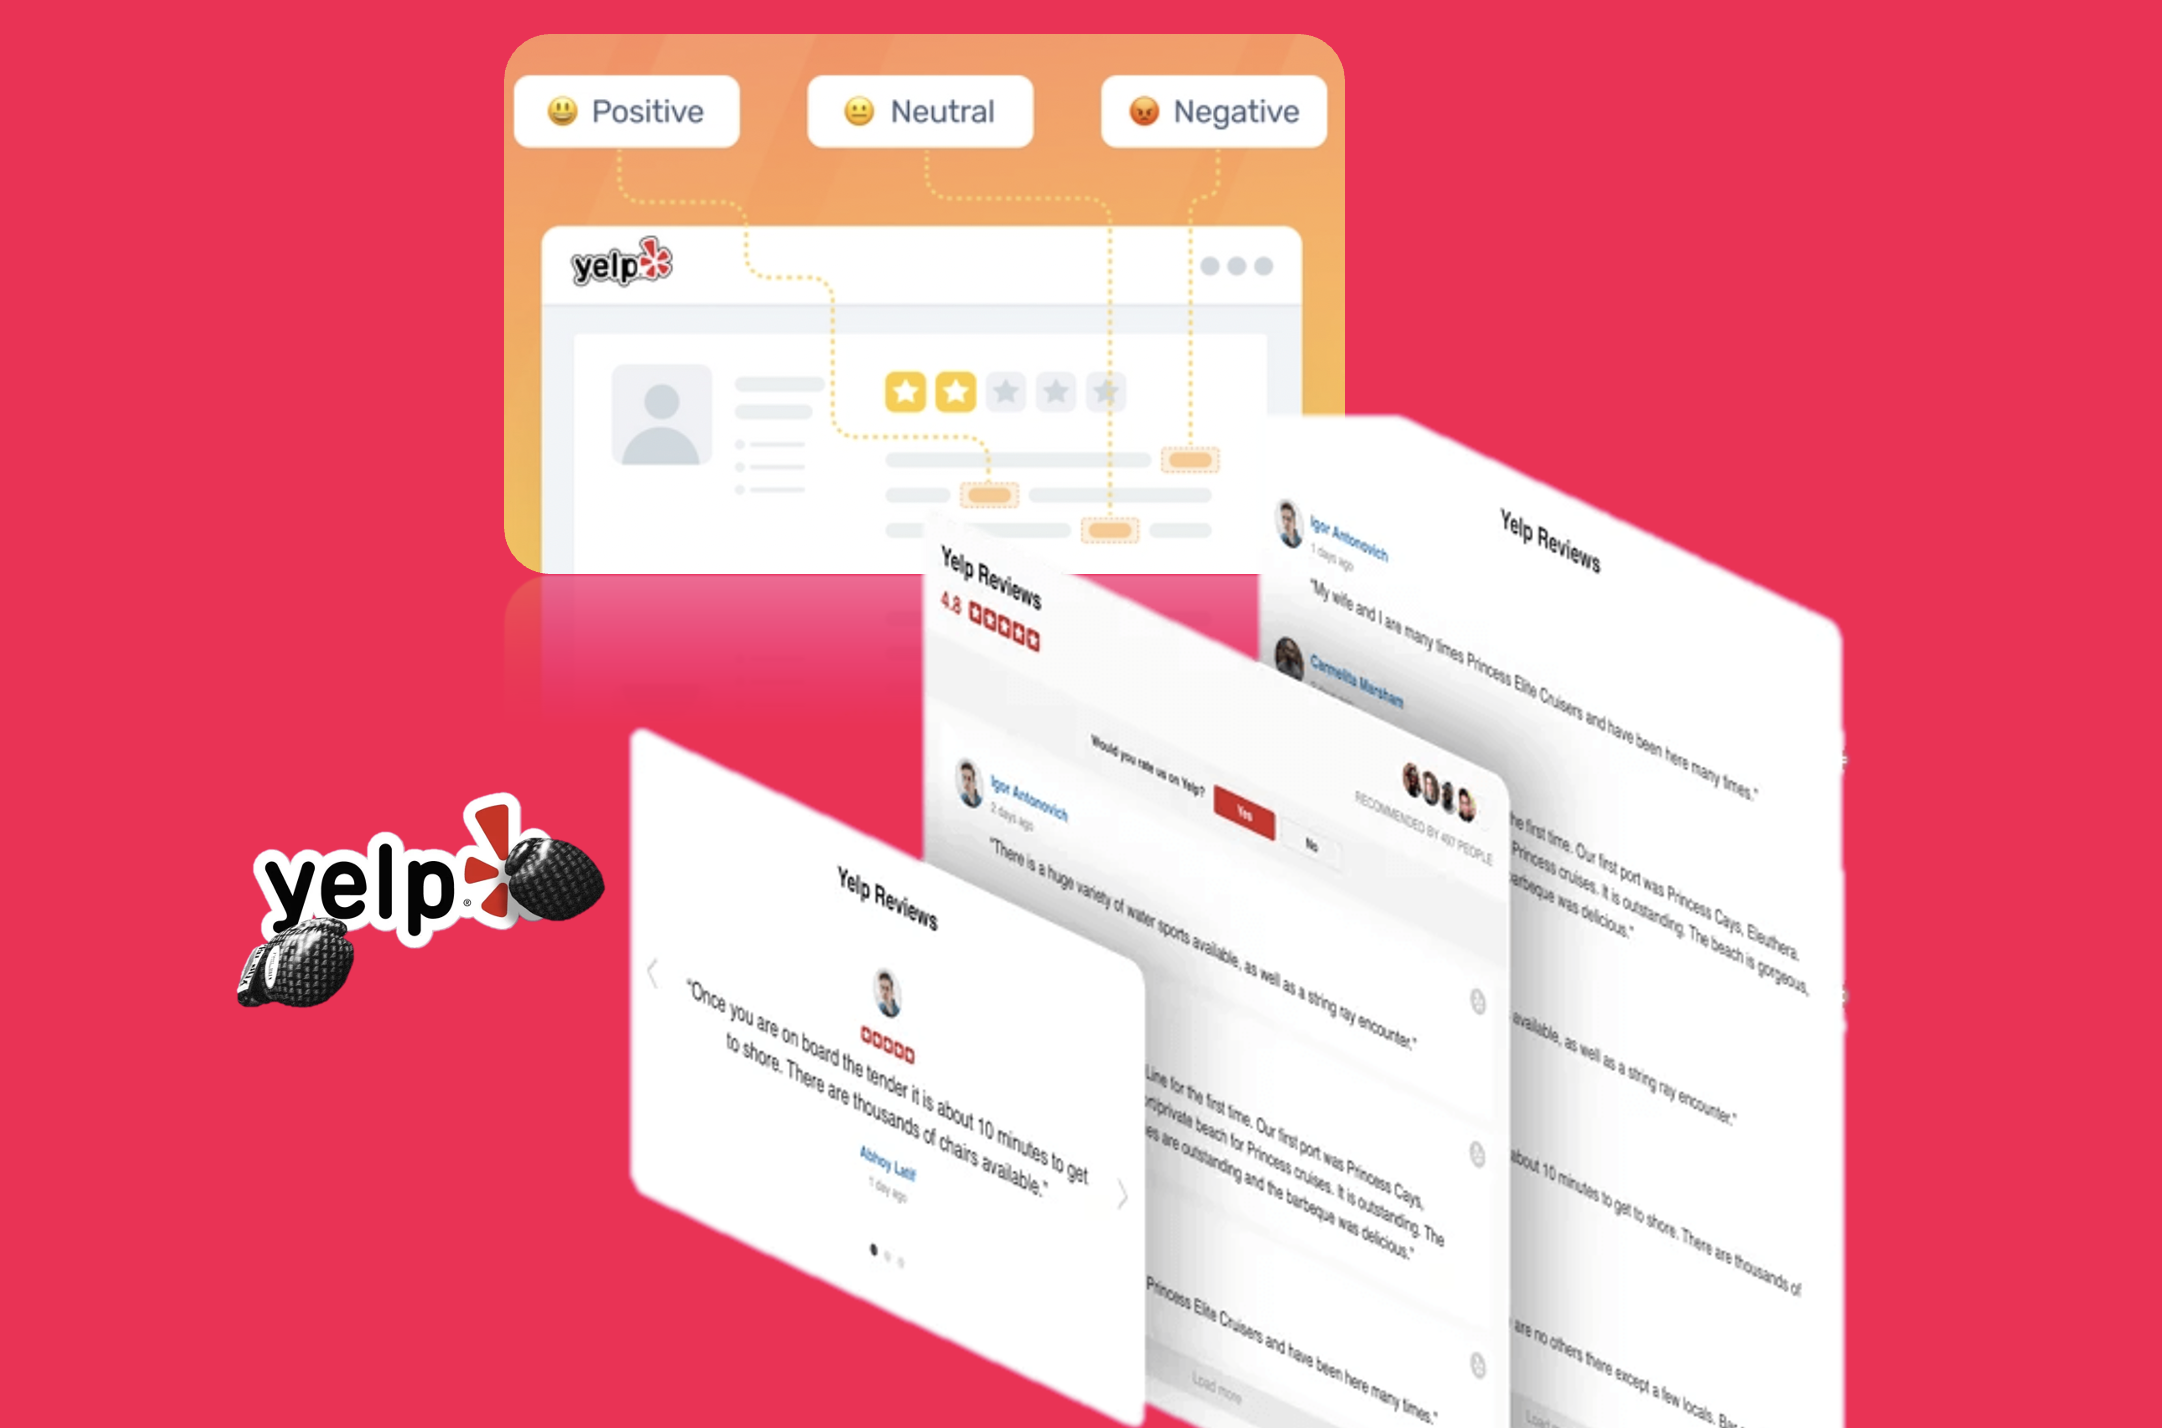 Positive
Neutral
Negative
yelp
Yelp Reviews
Igor Antonovich
1 days ago
"My wife and I are many times Princess Elite Cruisers and have been here many times."
Carmelita Marsham
he first time. Our first port was Princess Cays, Eleuthera.
Princess cruises. It is outstanding. The beach is gorgeous,
barbeque was delicious."
available, as well as a string ray encounter."
about 10 minutes to get to shore. There are thousands of
are no others there except a few locals.
Yelp Reviews
4.8
Would you rate us on Yelp?
Yes
No
RECOMMENDED BY 497 PEOPLE
Igor Antonovich
2 days ago
"There is a huge variety of water sports available, as well as a string ray encounter."
Line for the first time. Our first port was Princess Cays,
private beach for Princess cruises. It is outstanding. The
es are outstanding and the barbeque was delicious."
Princess Elite Cruisers and have been here many times."
Load more
Yelp Reviews
"Once you are on board the tender it is about 10 minutes to get
to shore. There are thousands of chairs available."
Abhoy Latif
1 day ago
yelp